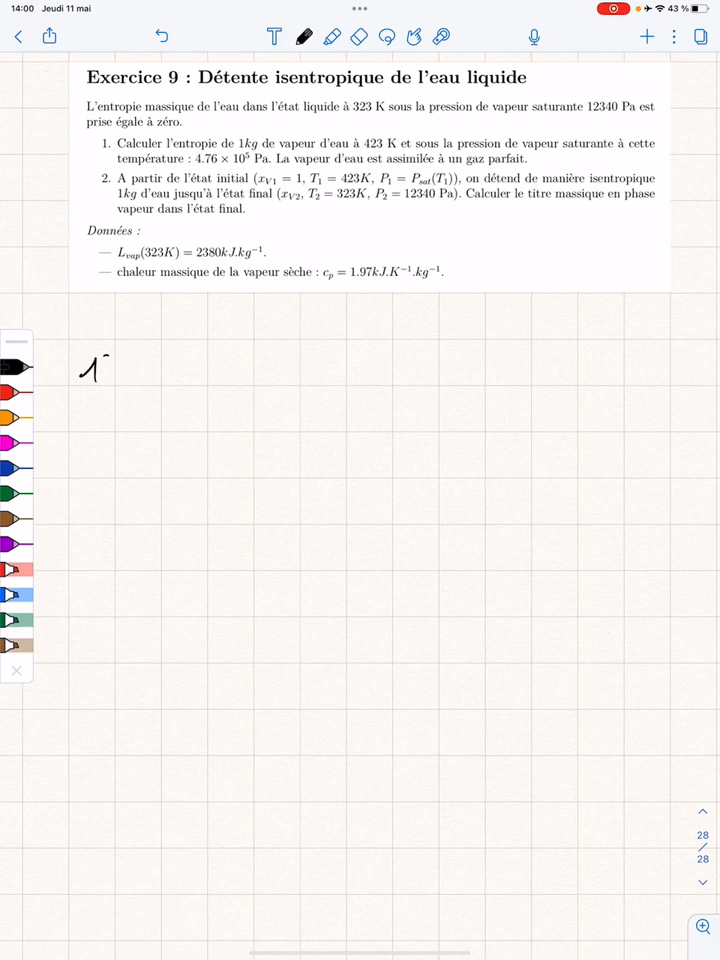 14:00 Jeudi 11 mai
43 %
Exercice 9 : Détente isentropique de l'eau liquide
L'entropie massique de l'eau dans l'état liquide à 323 K sous la pression de vapeur saturante 12340 Pa est
prise égale à zéro.
1. Calculer l'entropie de 1kg de vapeur d'eau à 423 K et sous la pression de vapeur saturante à cette
température : 4.76 × 10⁵ Pa. La vapeur d'eau est assimilée à un gaz parfait.
2. A partir de l'état initial (x_{V1} = 1, T₁ = 423K, P₁ = P_{sat}(T₁)), on détend de manière isentropique
1kg d'eau jusqu'à l'état final (x_{V2}, T₂ = 323K, P₂ = 12340 Pa). Calculer le titre massique en phase
vapeur dans l'état final.
Données :
— L_{vap}(323K) = 2380kJ.kg⁻¹.
— chaleur massique de la vapeur sèche : c_p = 1.97kJ.K⁻¹.kg⁻¹.
1
28
28